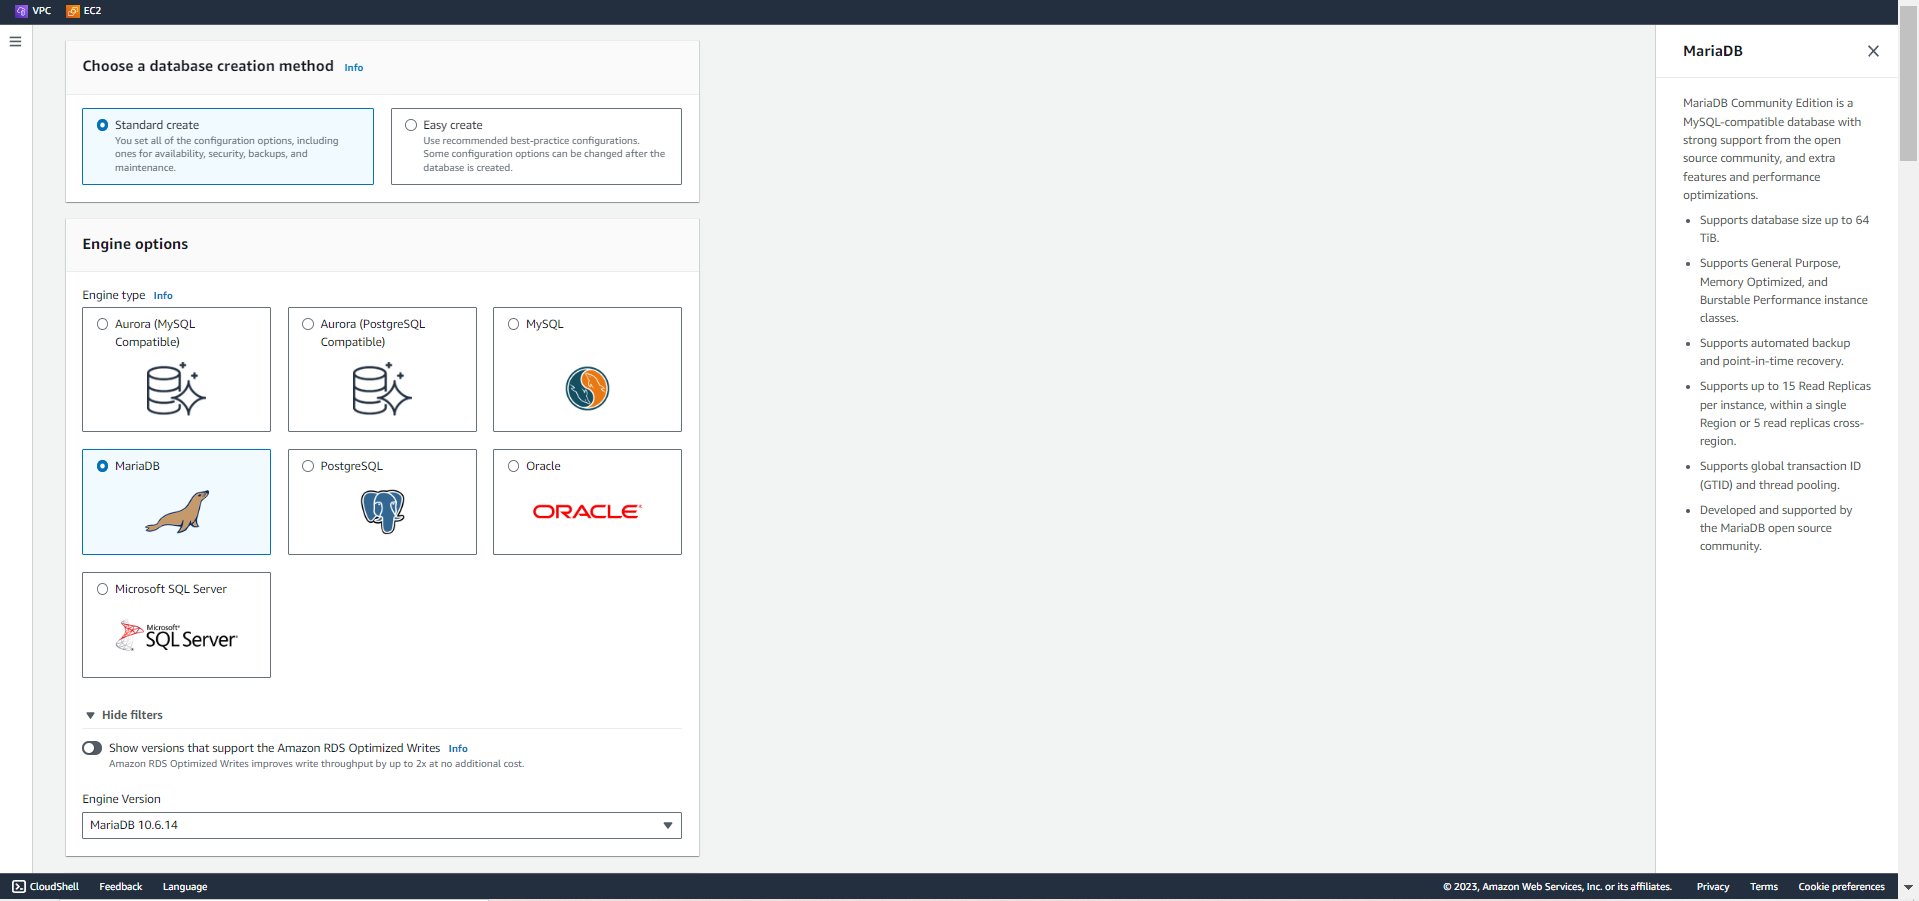 VPC EC2
Choose a database creation method Info
Standard create
You set all of the configuration options, including
ones for availability, security, backups, and
maintenance.
Easy create
Use recommended best-practice configurations.
Some configuration options can be changed after the
database is created.
Engine options
Engine type Info
Aurora (MySQL
Compatible)
Aurora (PostgreSQL
Compatible)
MySQL
MariaDB
PostgreSQL
Oracle
ORACLE
Microsoft SQL Server
Microsoft
SQL Server
Hide filters
Show versions that support the Amazon RDS Optimized Writes Info
Amazon RDS Optimized Writes improves write throughput by up to 2x at no additional cost.
Engine Version
MariaDB 10.6.14
MariaDB
MariaDB Community Edition is a
MySQL-compatible database with
strong support from the open
source community, and extra
features and performance
optimizations.
• Supports database size up to 64
TiB.
• Supports General Purpose,
Memory Optimized, and
Burstable Performance instance
classes.
• Supports automated backup
and point-in-time recovery.
• Supports up to 15 Read Replicas
per instance, within a single
Region or 5 read replicas cross-
region.
• Supports global transaction ID
(GTID) and thread pooling.
• Developed and supported by
the MariaDB open source
community.
CloudShell Feedback Language
© 2023, Amazon Web Services, Inc. or its affiliates. Privacy Terms Cookie preferences